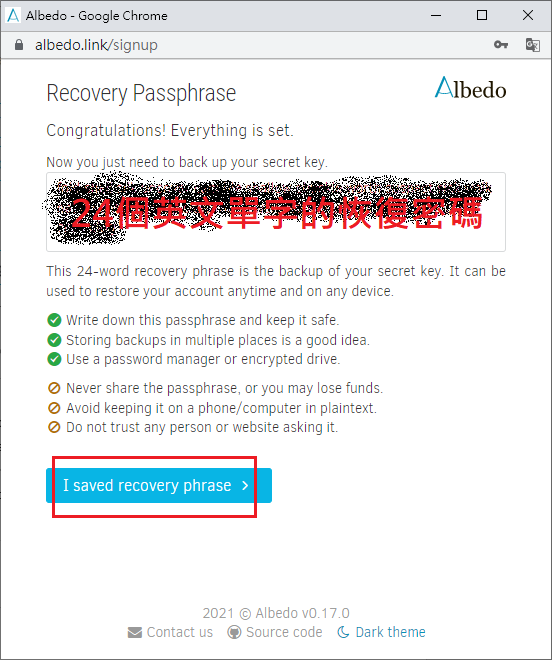 Albedo - Google Chrome
albedo.link/signup
Recovery Passphrase
Albedo
Congratulations! Everything is set.
Now you just need to back up your secret key.
24個英文單字的恢復密碼
This 24-word recovery phrase is the backup of your secret key. It can be
used to restore your account anytime and on any device.
Write down this passphrase and keep it safe.
Storing backups in multiple places is a good idea.
Use a password manager or encrypted drive.
Never share the passphrase, or you may lose funds.
Avoid keeping it on a phone/computer in plaintext.
Do not trust any person or website asking it.
I saved recovery phrase
2021 © Albedo v0.17.0
Contact us Source code Dark theme